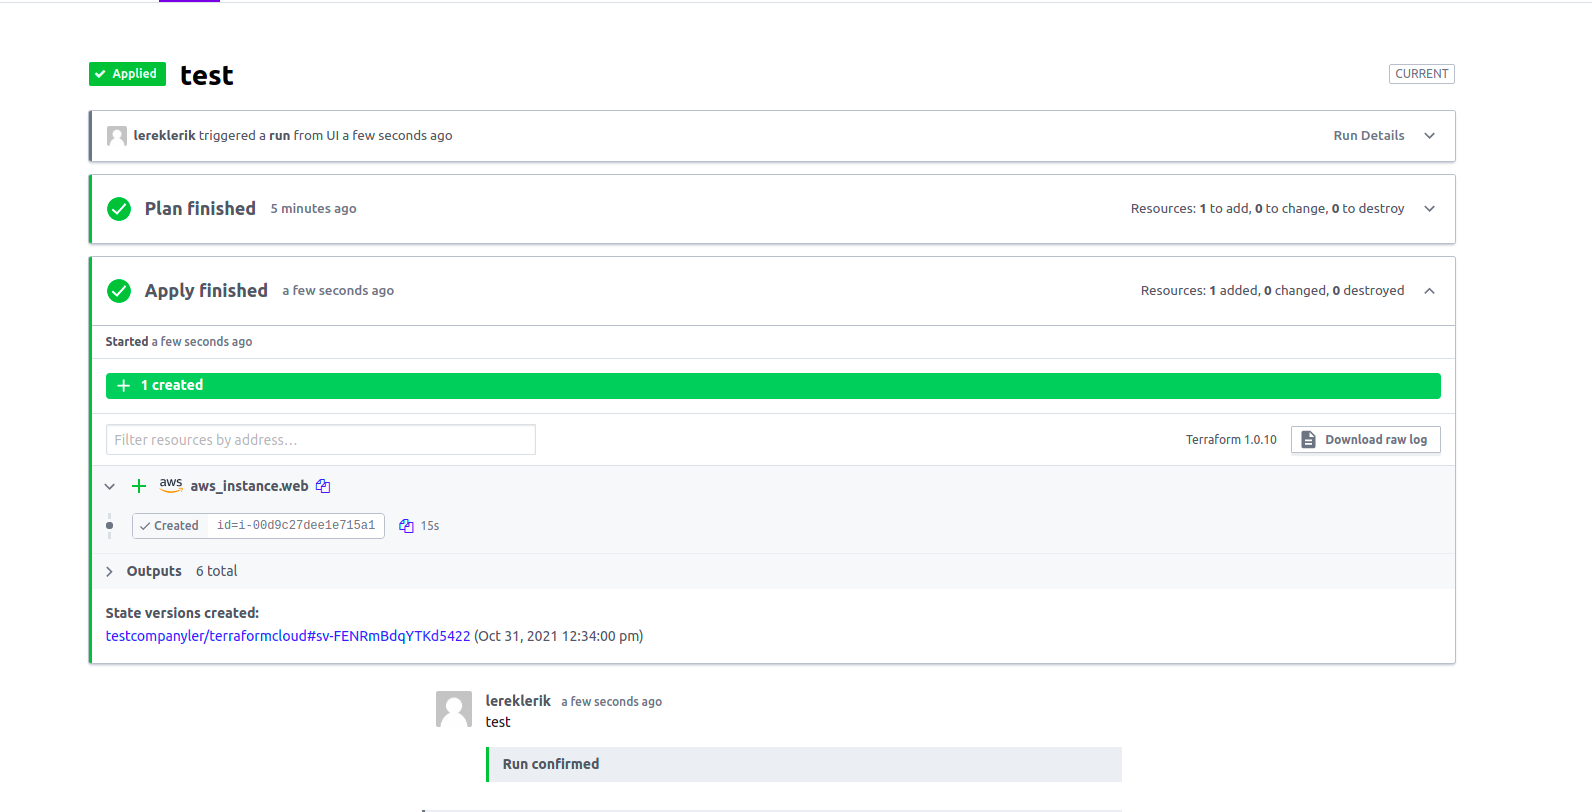 Applied test CURRENT
lereklerik triggered a run from UI a few seconds ago Run Details
Plan finished 5 minutes ago Resources: 1 to add, 0 to change, 0 to destroy
Apply finished a few seconds ago Resources: 1 added, 0 changed, 0 destroyed
Started a few seconds ago
1 created
Filter resources by address... Terraform 1.0.10 Download raw log
aws aws_instance.web
Created id=i-00d9c27dee1e715a1 15s
Outputs 6 total
State versions created:
testcompanyler/terraformcloud#sv-FENRmBdqYTKd5422 (Oct 31, 2021 12:34:00 pm)
lereklerik a few seconds ago
test
Run confirmed